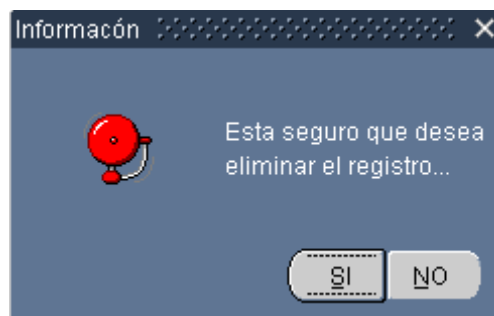 Informacón
Esta seguro que desea
eliminar el registro...
SI NO